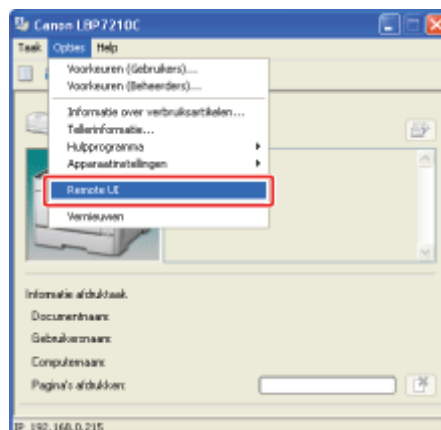 Canon LBP7210C
Taak Opties Help
Voorkeuren (Gebruikers)...
Voorkeuren (Beheerders)...
Informatie over verbruiksartikelen...
Tellerinformatie...
Hulpprogramma
Apparaatinstellingen
Remote UI
Vernieuwen
Informatie afdruktaak
Documentnaam:
Gebruikersnaam:
Computernaam:
Pagina's afdrukken:
IP 192.168.0.215